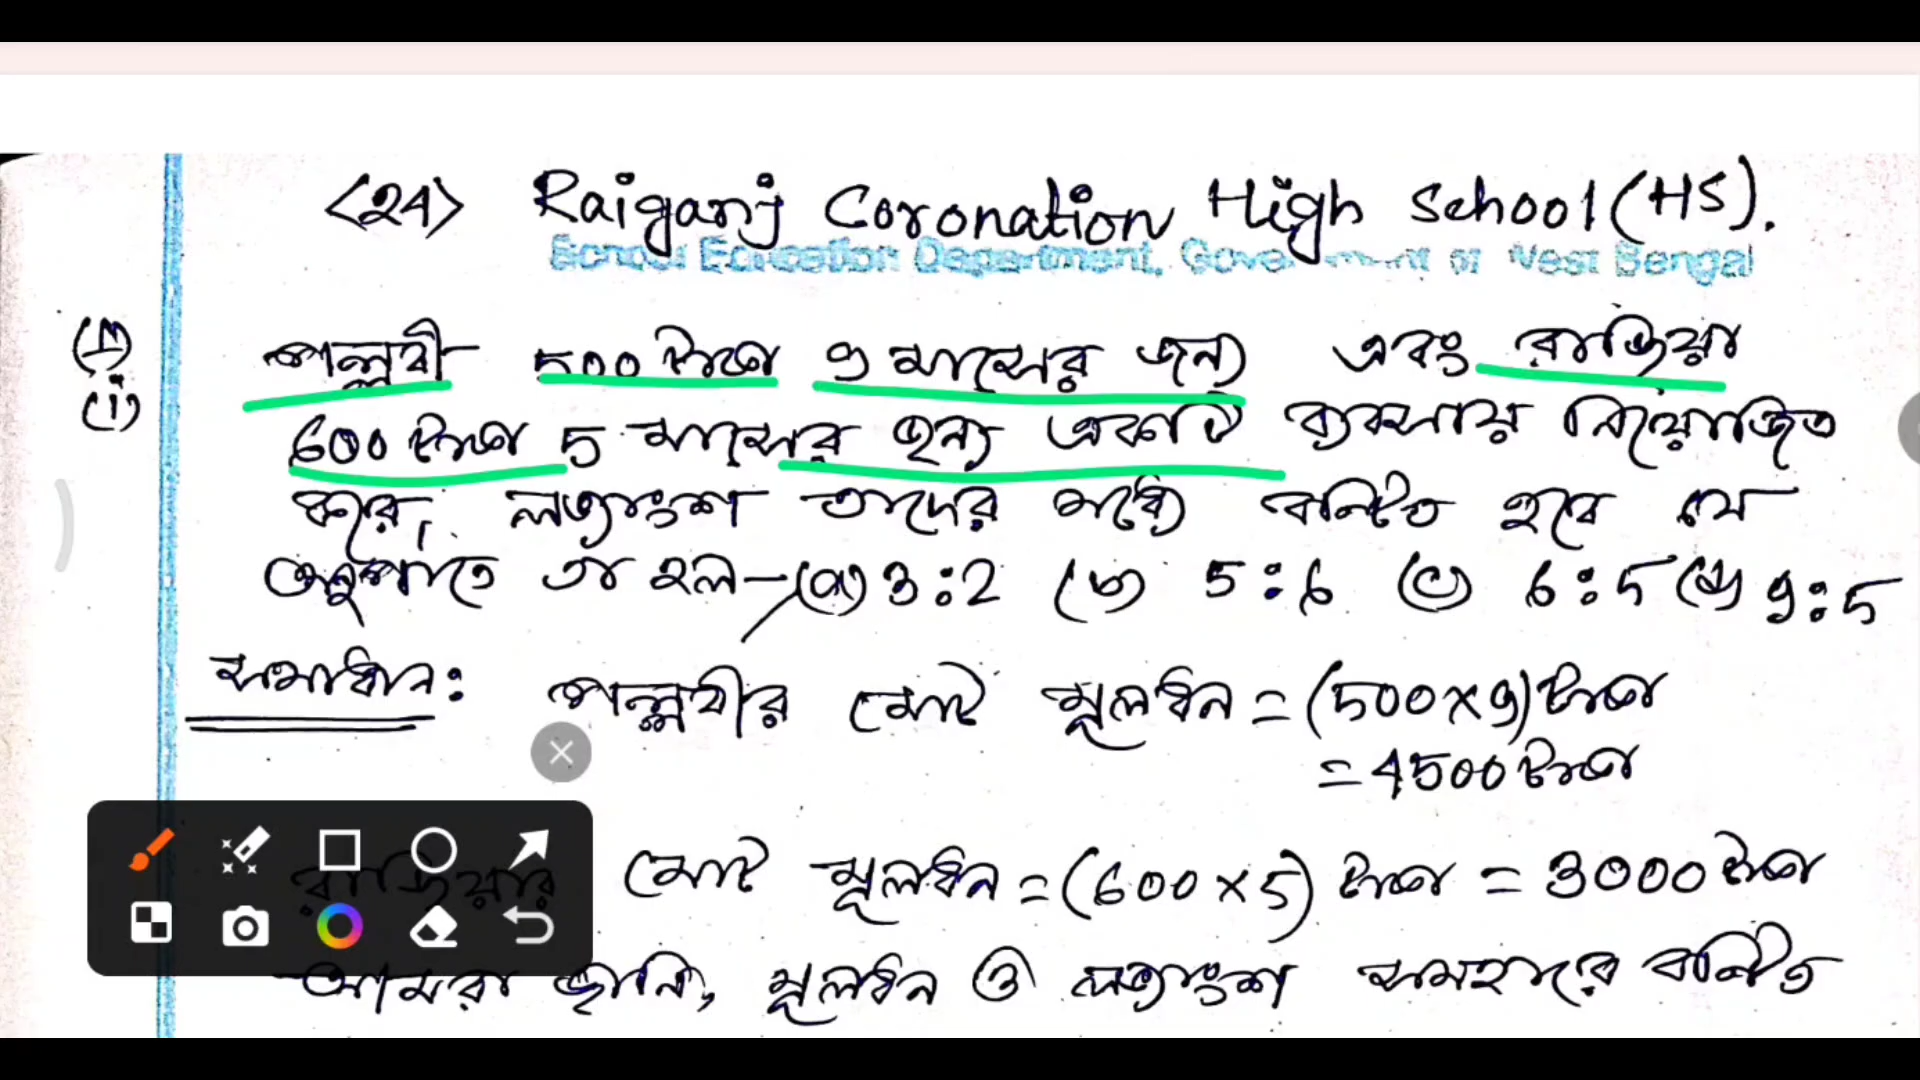 <24> Raiganj Coronation High School (HS).
School Education Department, Government of West Bengal
(1) পল্লবী 500 টাকা 9 মাসের জন্য এবং রাজিয়া
(i) 600 টাকা 5 মাসের জন্য একটি ব্যবসায় নিয়োজিত
করে, লভ্যাংশ তাদের মধ্যে বন্টিত হবে যে
অনুপাতে তা হল – (a) 3:2 (b) 5:6 (c) 6:5 (d) 9:5
সমাধান: পল্লবীর মোট মূলধন = (500×9) টাকা
= 4500 টাকা
রাজিয়ার মোট মূলধন = (600×5) টাকা = 3000 টাকা
আমরা জানি, মূলধন ও লভ্যাংশ সমহারে বন্টিত